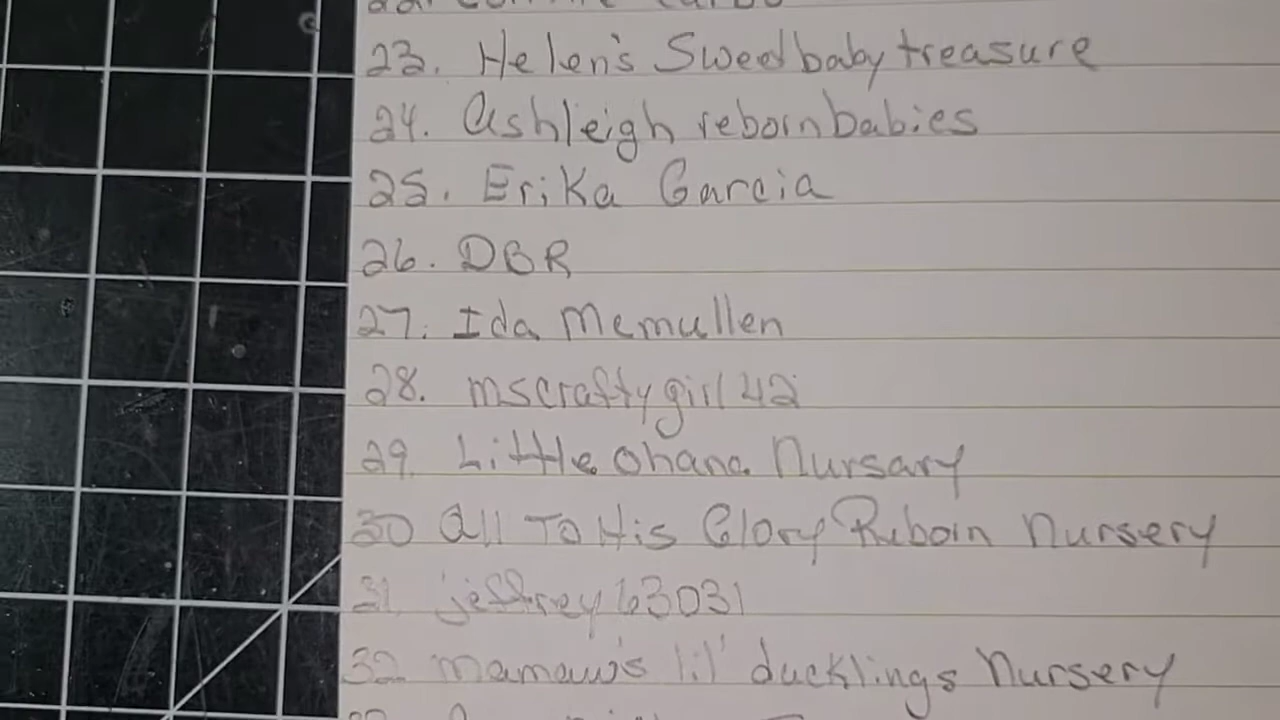 23. Helen's Sweetbaby treasure
24. Ashleigh rebornbabies
25. Erika Garcia
26. DBR
27. Ida Mcmullen
28. mscraftygirl42
29. Little Ohana Nursary
30 All To His Glory Reborn Nursery
31 jeffrey63031
32 Mamaw's lil' ducklings Nursery